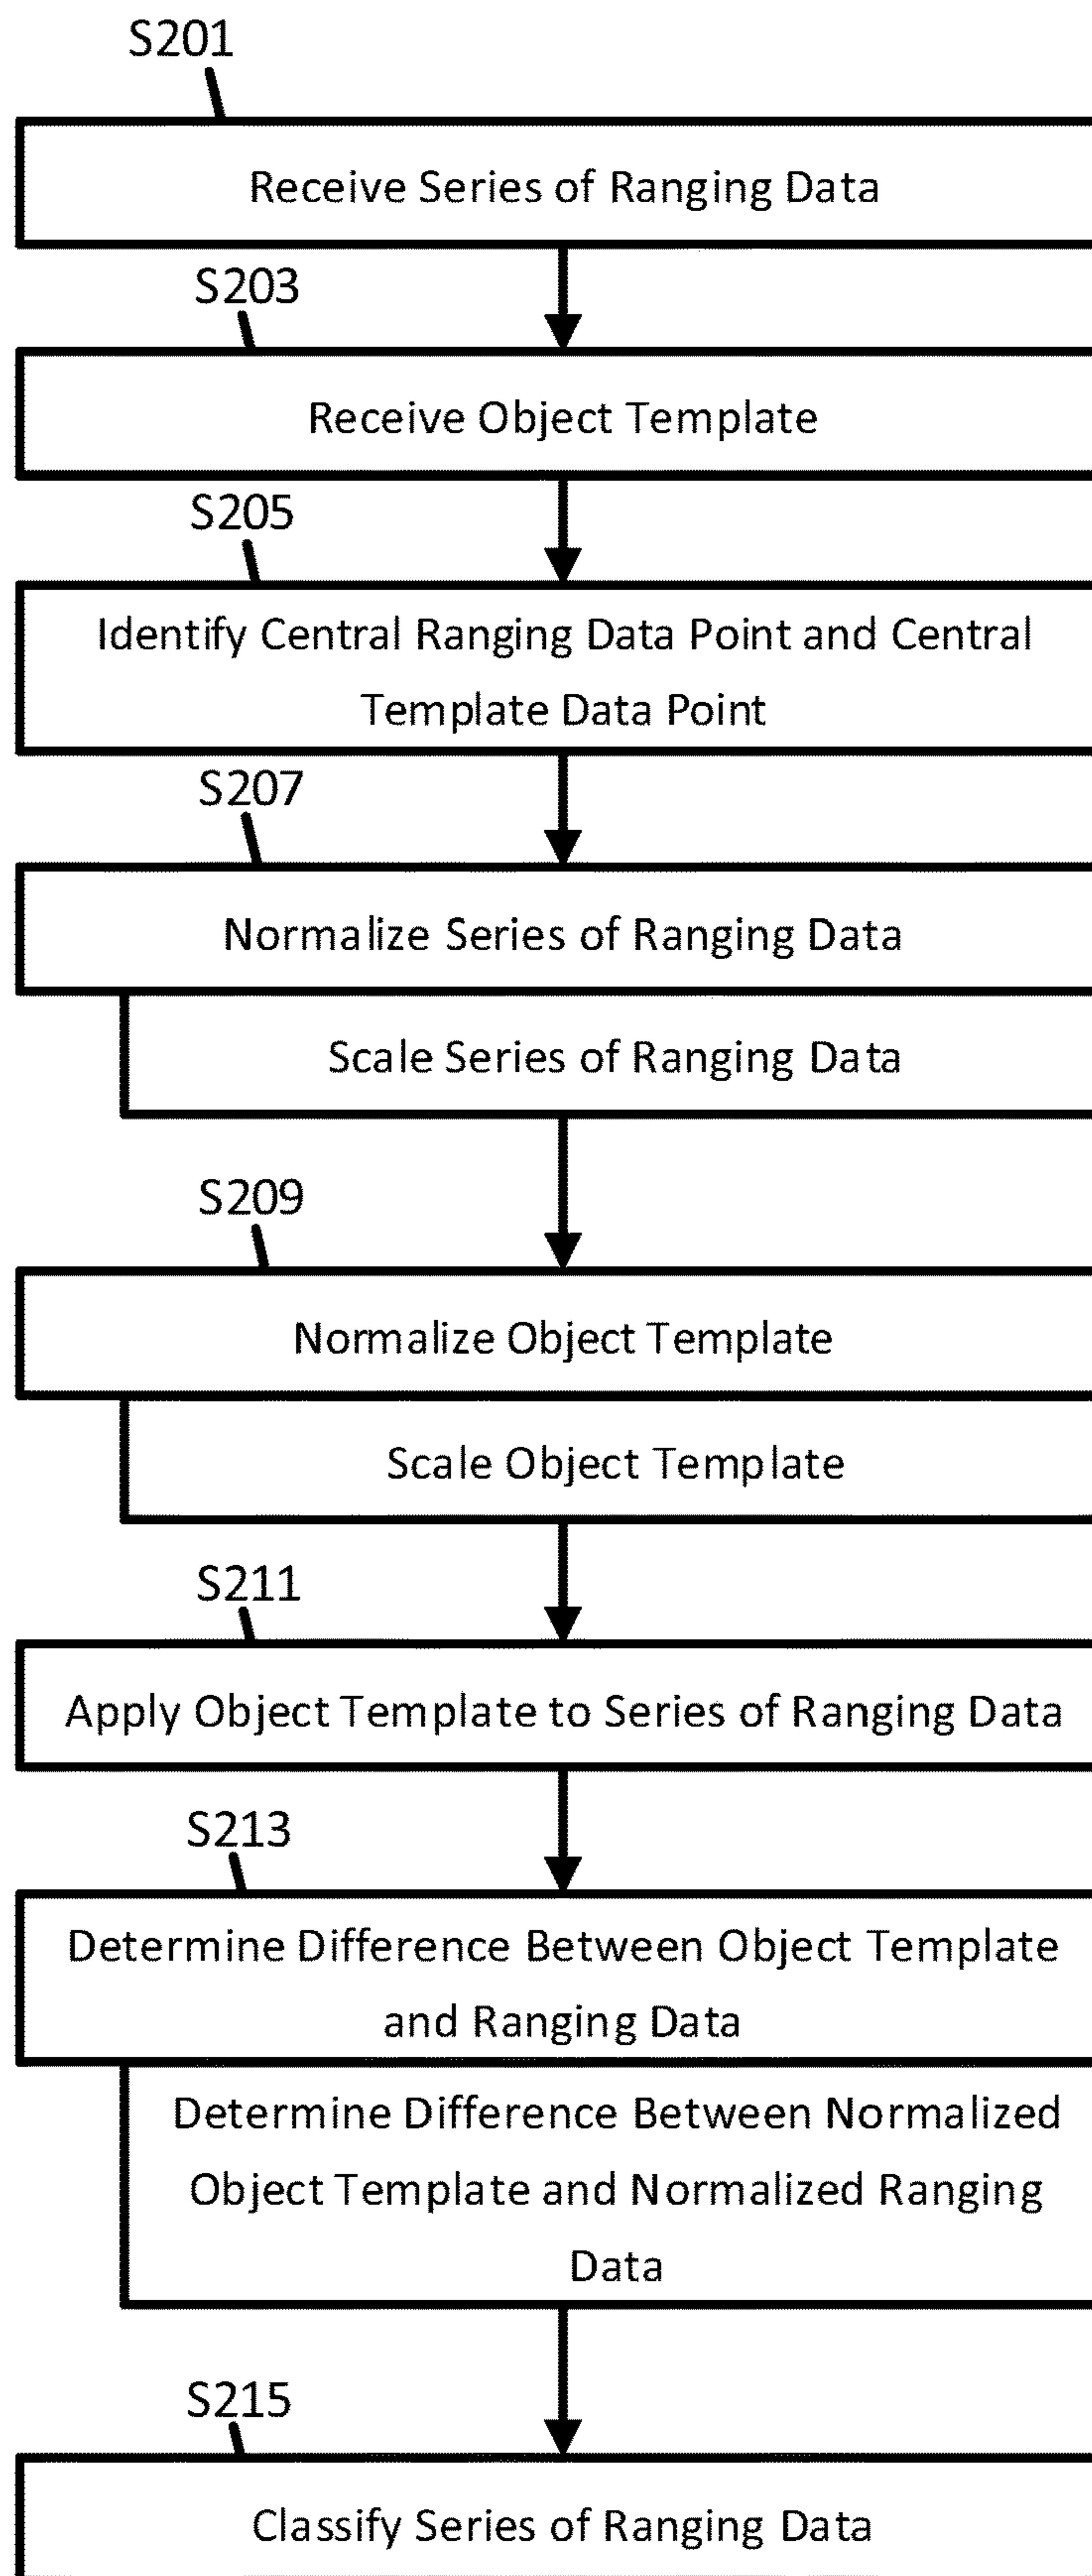 S201
Receive Series of Ranging Data
S203
Receive Object Template
S205
Identify Central Ranging Data Point and Central
Template Data Point
S207
Normalize Series of Ranging Data
Scale Series of Ranging Data
S209
Normalize Object Template
Scale Object Template
S211
Apply Object Template to Series of Ranging Data
S213
Determine Difference Between Object Template
and Ranging Data
Determine Difference Between Normalized
Object Template and Normalized Ranging
Data
S215
Classify Series of Ranging Data